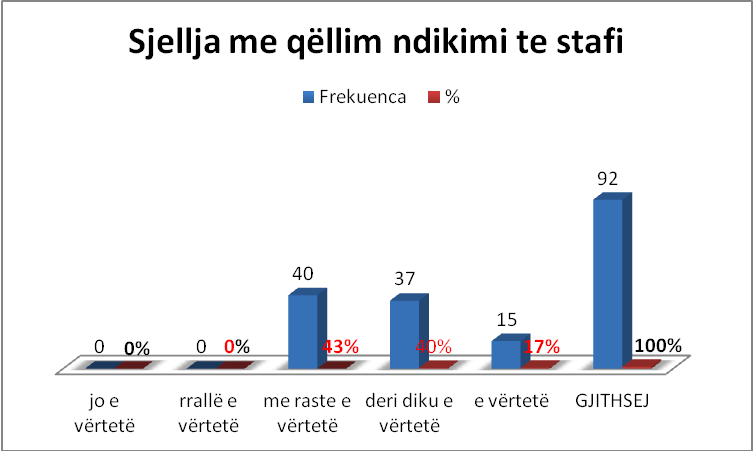 Sjellja me qëllim ndikimi te stafi
Frekuenca %
92
40
37
15
0 0% 0 0% 43% 40% 17% 100%
jo e rrallë e me raste e deri diku e e vërtetë GJITHSEJ
vërtetë vërtetë vërtetë vërtetë